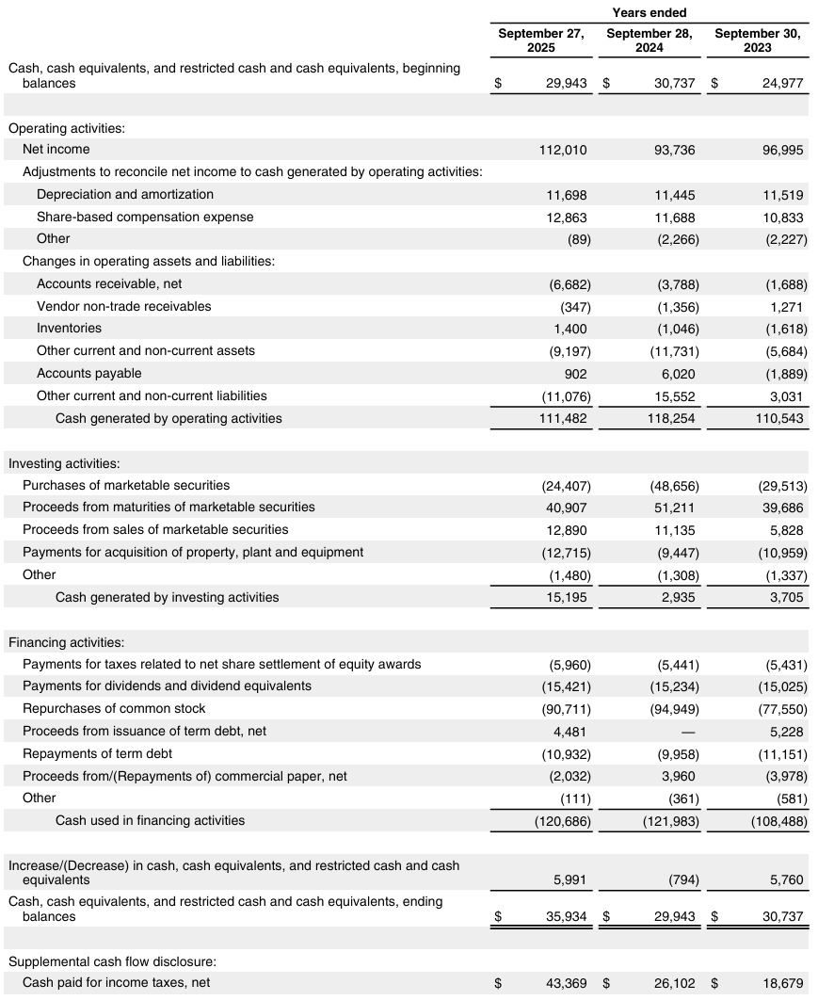 Years ended
September 27, 2025 September 28, 2024 September 30, 2023
Cash, cash equivalents, and restricted cash and cash equivalents, beginning
balances $ 29,943 $ 30,737 $ 24,977
Operating activities:
Net income 112,010 93,736 96,995
Adjustments to reconcile net income to cash generated by operating activities:
Depreciation and amortization 11,698 11,445 11,519
Share-based compensation expense 12,863 11,688 10,833
Other (89) (2,266) (2,227)
Changes in operating assets and liabilities:
Accounts receivable, net (6,682) (3,788) (1,688)
Vendor non-trade receivables (347) (1,356) 1,271
Inventories 1,400 (1,046) (1,618)
Other current and non-current assets (9,197) (11,731) (5,684)
Accounts payable 902 6,020 (1,889)
Other current and non-current liabilities (11,076) 15,552 3,031
Cash generated by operating activities 111,482 118,254 110,543
Investing activities:
Purchases of marketable securities (24,407) (48,656) (29,513)
Proceeds from maturities of marketable securities 40,907 51,211 39,686
Proceeds from sales of marketable securities 12,890 11,135 5,828
Payments for acquisition of property, plant and equipment (12,715) (9,447) (10,959)
Other (1,480) (1,308) (1,337)
Cash generated by investing activities 15,195 2,935 3,705
Financing activities:
Payments for taxes related to net share settlement of equity awards (5,960) (5,441) (5,431)
Payments for dividends and dividend equivalents (15,421) (15,234) (15,025)
Repurchases of common stock (90,711) (94,949) (77,550)
Proceeds from issuance of term debt, net 4,481 — 5,228
Repayments of term debt (10,932) (9,958) (11,151)
Proceeds from/(Repayments of) commercial paper, net (2,032) 3,960 (3,978)
Other (111) (361) (581)
Cash used in financing activities (120,686) (121,983) (108,488)
Increase/(Decrease) in cash, cash equivalents, and restricted cash and cash
equivalents 5,991 (794) 5,760
Cash, cash equivalents, and restricted cash and cash equivalents, ending
balances $ 35,934 $ 29,943 $ 30,737
Supplemental cash flow disclosure:
Cash paid for income taxes, net $ 43,369 $ 26,102 $ 18,679